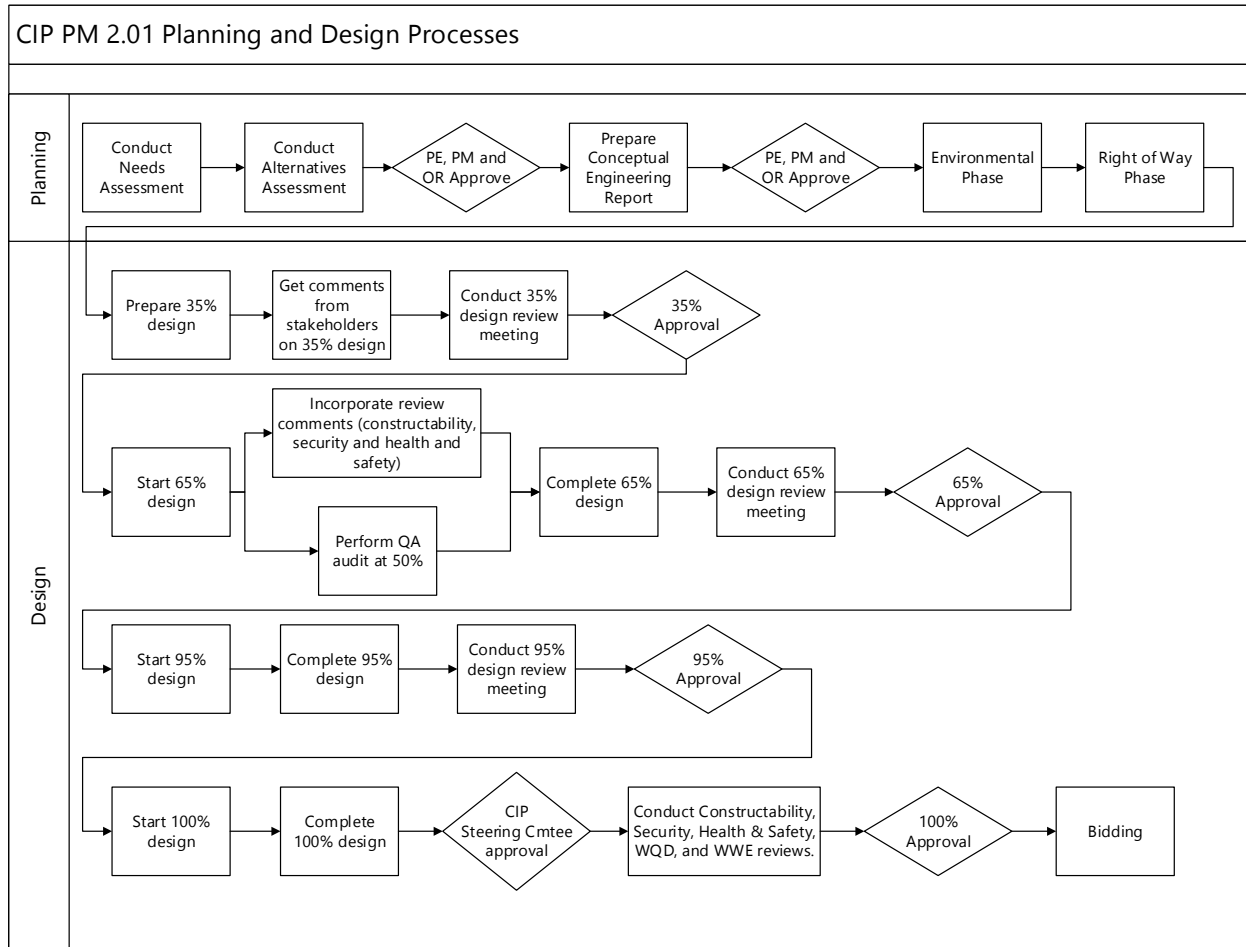 CIP PM 2.01 Planning and Design Processes
Planning
Conduct
Needs
Assessment
Conduct
Alternatives
Assessment
PE, PM and
OR Approve
Prepare
Conceptual
Engineering
Report
PE, PM and
OR Approve
Environmental
Phase
Right of Way
Phase
Design
Prepare 35%
design
Get comments
from
stakeholders
on 35% design
Conduct 35%
design review
meeting
35%
Approval
Start 65%
design
Incorporate review
comments (constructability,
security and health and
safety)
Perform QA
audit at 50%
Complete 65%
design
Conduct 65%
design review
meeting
65%
Approval
Start 95%
design
Complete 95%
design
Conduct 95%
design review
meeting
95%
Approval
Start 100%
design
Complete
100% design
CIP
Steering Cmtee
approval
Conduct Constructability,
Security, Health & Safety,
WQD, and WWE reviews.
100%
Approval
Bidding